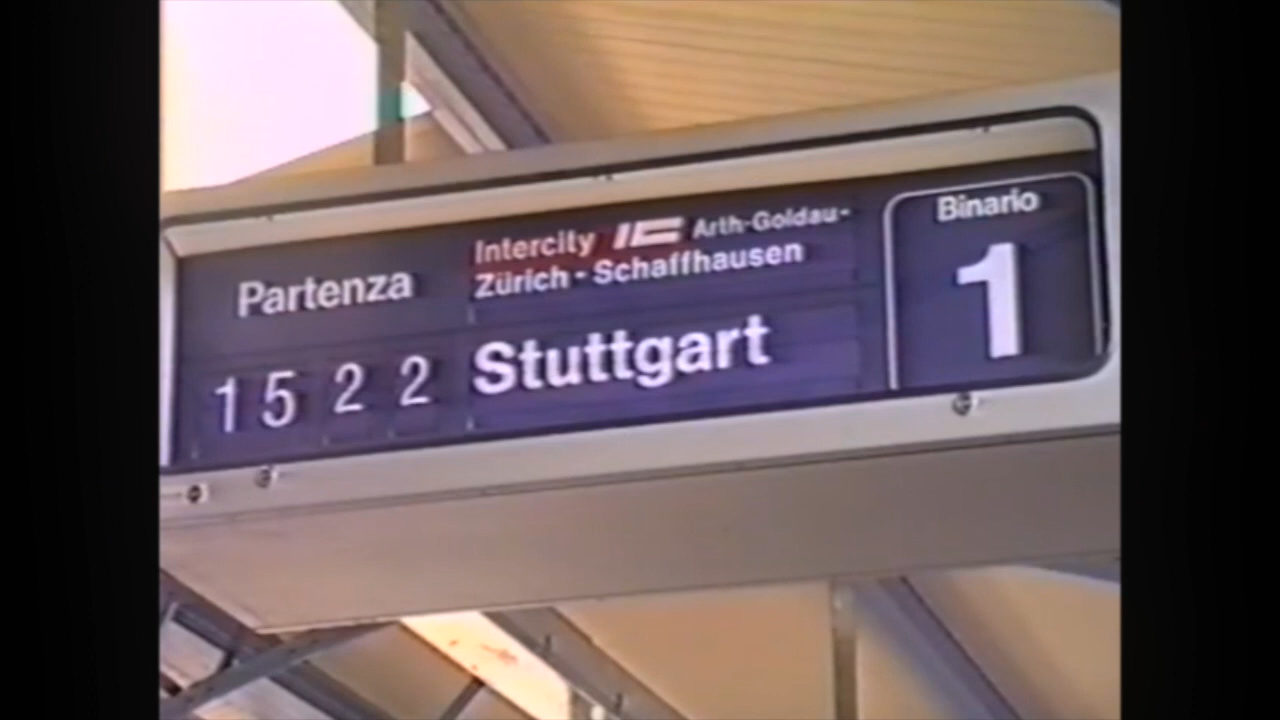 Partenza
1522
Intercity IC Arth-Goldau-
Zürich - Schaffhausen
Stuttgart
Binario
1